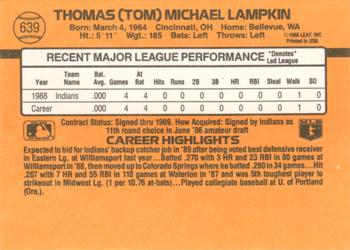 639
THOMAS (TOM) MICHAEL LAMPKIN
Born: March 4, 1964 Cincinnati, OH Home: Bellevue, WA
Ht.: 5' 11" Wgt.: 185 Bats: Left Throws: Left
© 1988 LEAF, INC.
Printed in USA
RECENT MAJOR LEAGUE PERFORMANCE
"Denotes" Led League
Year Team Bat. Avg. Games At Bats Runs Hits 2B 3B HR RBI Steal Walk SO
1988 Indians .000 4 4 0 0 0 0 0 0 0 1 0
Career .000 4 4 0 0 0 0 0 0 0 1 0
Contract Status: Signed thru 1989. How Acquired: Signed by Indians as
11th round choice in June '86 amateur draft
CAREER HIGHLIGHTS
Expected to bid for Indians' backup catcher job in '89 after being voted best defensive receiver
in Eastern Lg. at Williamsport last year...Batted .270 with 3 HR and 23 RBI in 80 games at
Williamsport in '88, then moved up to Colorado Springs where he batted .280 in 34 games...Hit
.267 with 7 HR and 55 RBI in 118 games at Waterloo in '87 and was 5th toughest player to
strikeout in Midwest Lg. (1 per 10.76 at-bats)...Played collegiate baseball at U. of Portland
(Ore.).